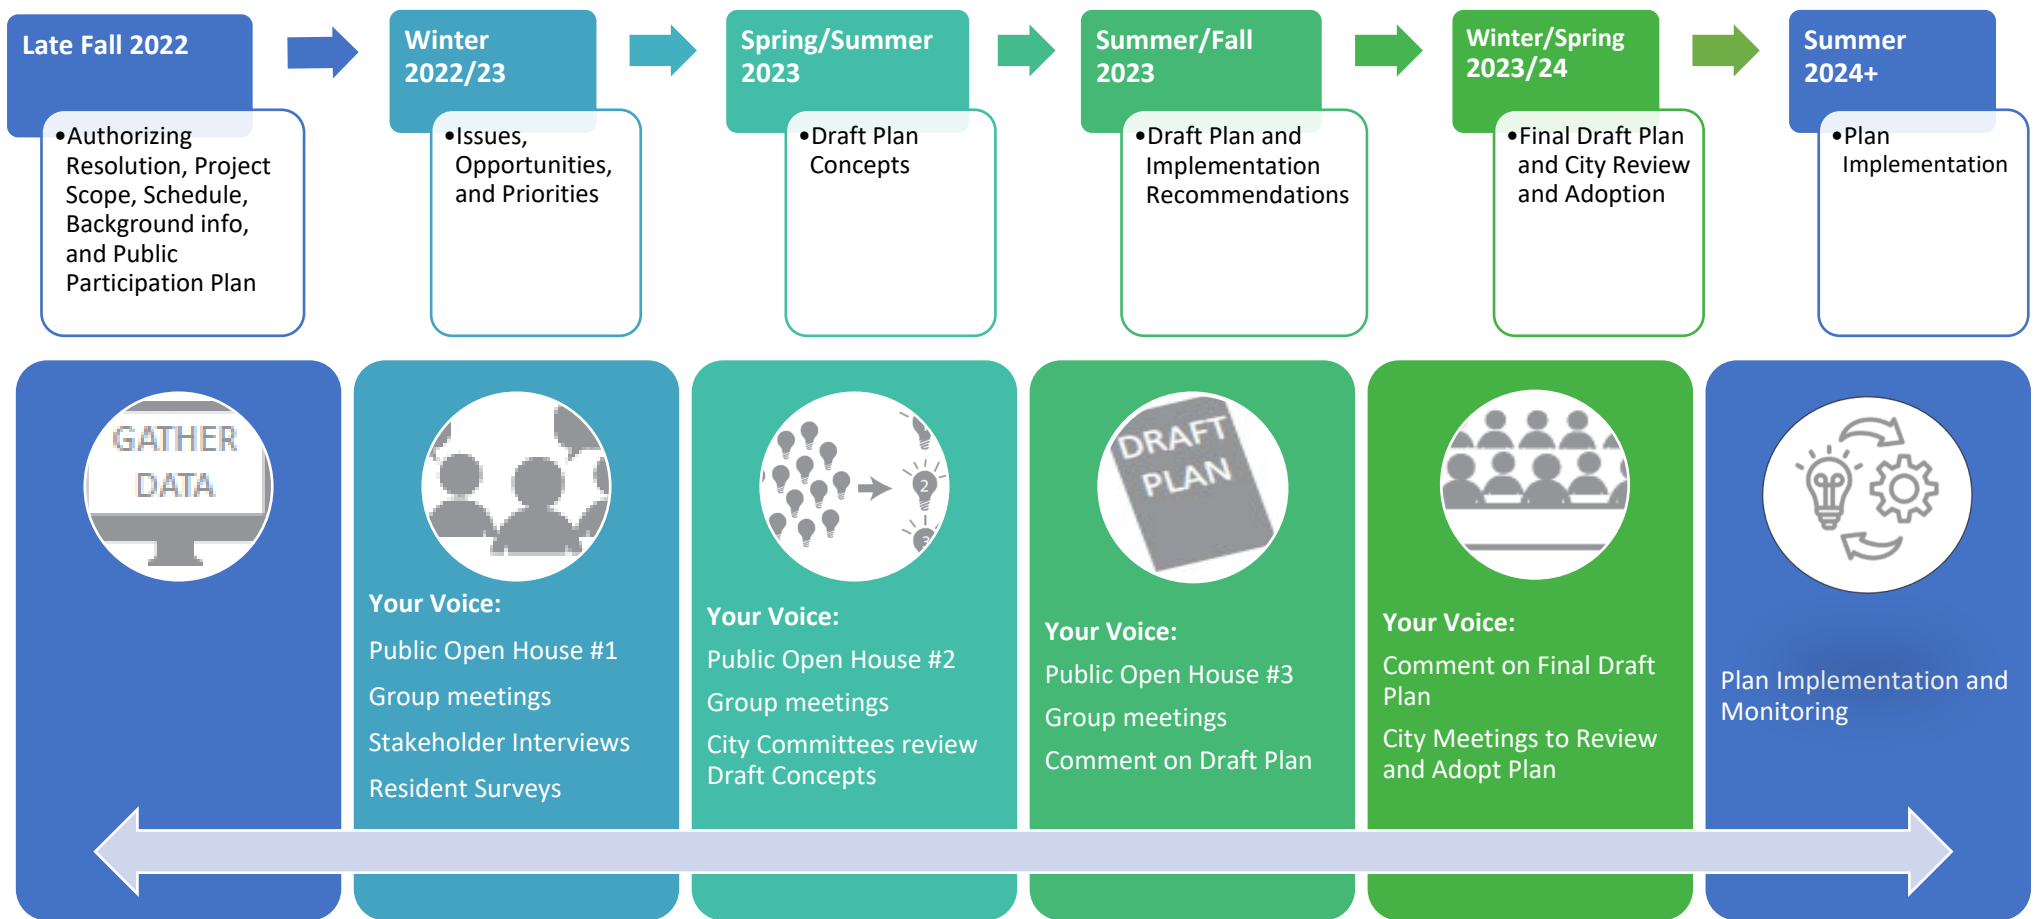 Late Fall 2022
•Authorizing
Resolution, Project
Scope, Schedule,
Background info,
and Public
Participation Plan
Winter
2022/23
•Issues,
Opportunities,
and Priorities
Spring/Summer
2023
•Draft Plan
Concepts
Summer/Fall
2023
•Draft Plan and
Implementation
Recommendations
Winter/Spring
2023/24
•Final Draft Plan
and City Review
and Adoption
Summer
2024+
•Plan
Implementation
GATHER
DATA
Your Voice:
Public Open House #1
Group meetings
Stakeholder Interviews
Resident Surveys
2
3
Your Voice:
Public Open House #2
Group meetings
City Committees review
Draft Concepts
DRAFT
PLAN
Your Voice:
Public Open House #3
Group meetings
Comment on Draft Plan
Your Voice:
Comment on Final Draft
Plan
City Meetings to Review
and Adopt Plan
Plan Implementation and
Monitoring